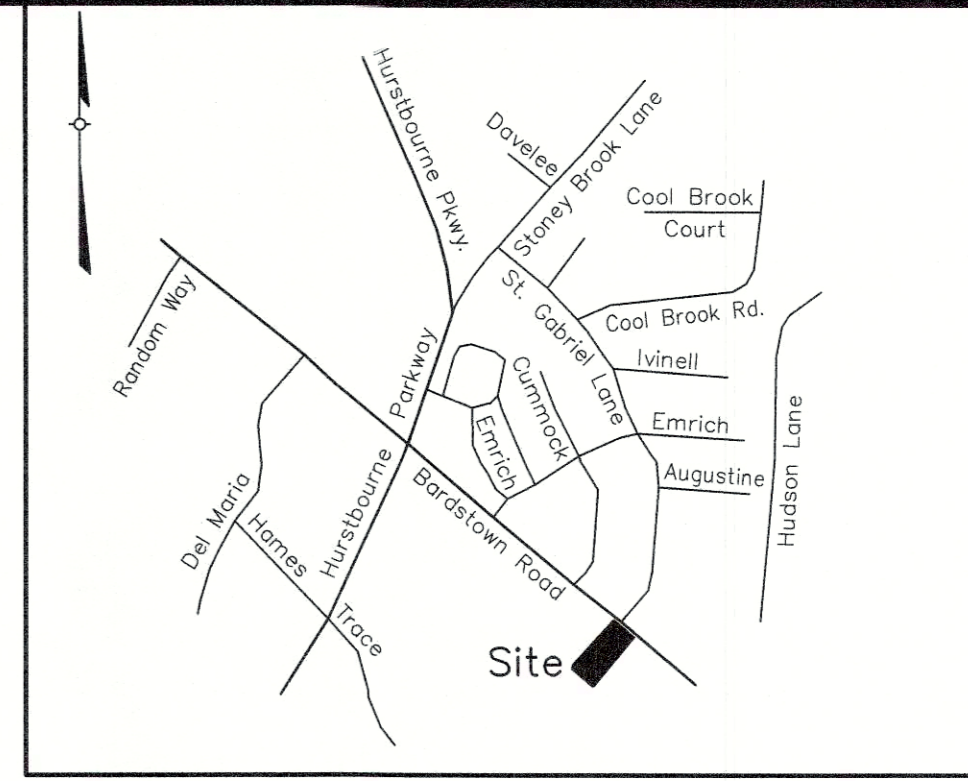 Hurstbourne Pkwy.
Davelee
Stoney Brook Lane
Cool Brook
Court
Random Way
St. Gabriel Lane
Cool Brook Rd.
Parkway
Ivinell
Cummock
Emrich
Emrich
Hudson Lane
Augustine
Bardstown Road
Hurstbourne
Del Maria
Hames
Trace
Site